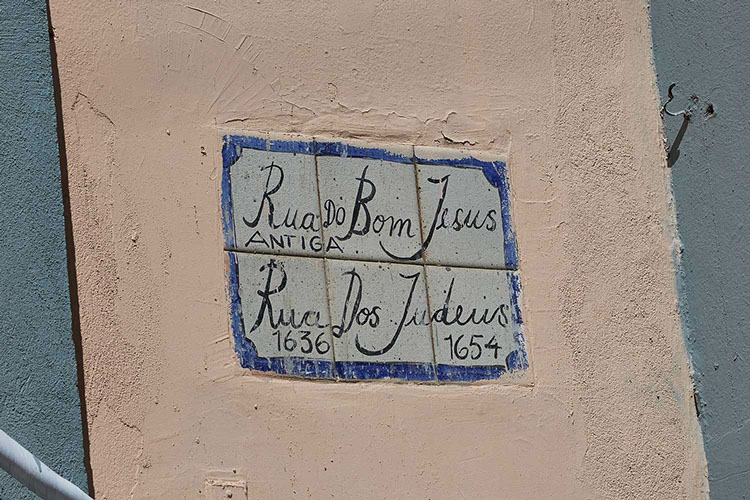 Rua Do Bom Jesus
ANTIGA
Rua Dos Judeus
1636 1654